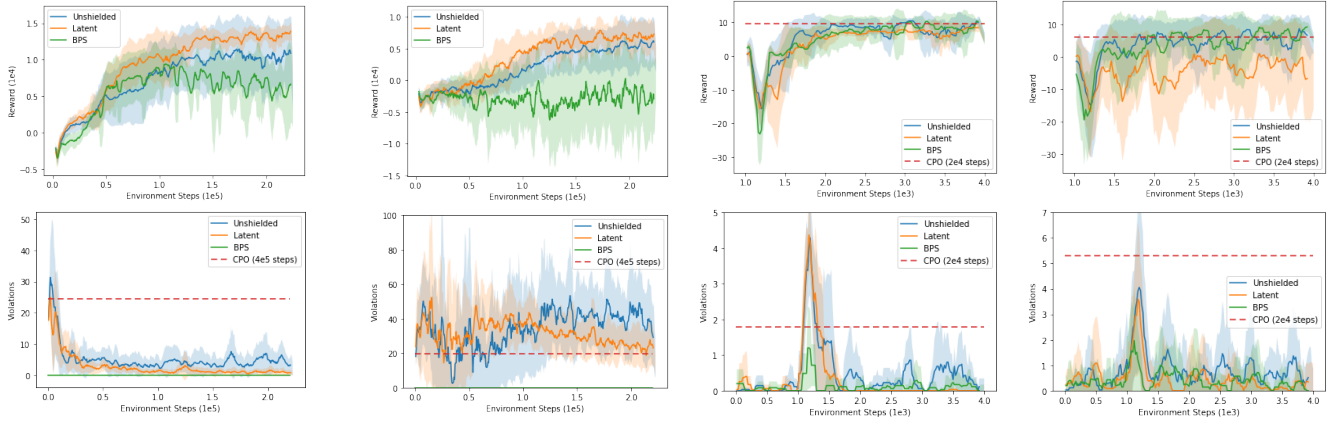 Unshielded
Latent
BPS
Reward (1e4)
1.5
1.0
0.5
0.0
−0.5
0.0 0.5 1.0 1.5 2.0
Environment Steps (1e5)
Unshielded
Latent
BPS
Reward (1e4)
1.0
0.5
0.0
−0.5
−1.0
−1.5
0.0 0.5 1.0 1.5 2.0
Environment Steps (1e5)
Reward
10
0
−10
−20
−30
Unshielded
Latent
BPS
CPO (2e4 steps)
1.0 1.5 2.0 2.5 3.0 3.5 4.0
Environment Steps (1e3)
Reward
10
0
−10
−20
−30
Unshielded
Latent
BPS
CPO (2e4 steps)
1.0 1.5 2.0 2.5 3.0 3.5 4.0
Environment Steps (1e3)
Unshielded
Latent
BPS
CPO (4e5 steps)
Violations
50
40
30
20
10
0
0.0 0.5 1.0 1.5 2.0
Environment Steps (1e5)
Unshielded
Latent
BPS
CPO (4e5 steps)
Violations
100
80
60
40
20
0
0.0 0.5 1.0 1.5 2.0
Environment Steps (1e5)
Unshielded
Latent
BPS
CPO (2e4 steps)
Violations
5
4
3
2
1
0
0.0 0.5 1.0 1.5 2.0 2.5 3.0 3.5 4.0
Environment Steps (1e3)
Violations
7
6
5
4
3
2
1
0
Unshielded
Latent
BPS
CPO (2e4 steps)
0.0 0.5 1.0 1.5 2.0 2.5 3.0 3.5 4.0
Environment Steps (1e3)